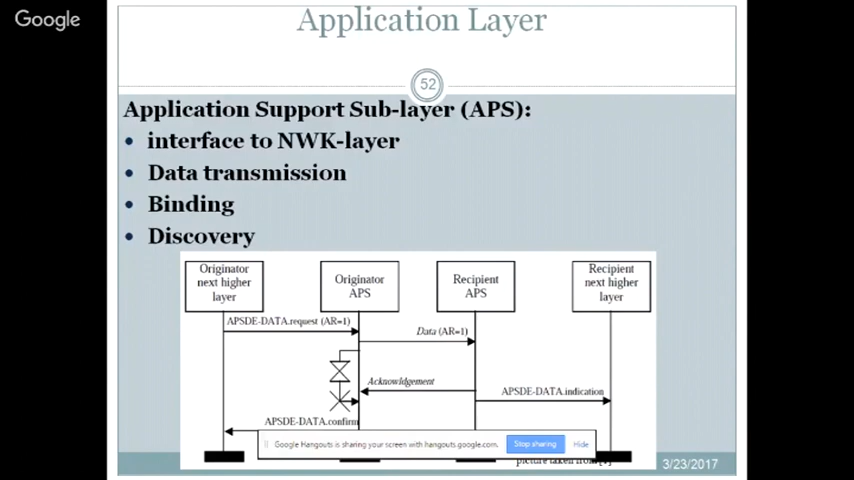 Google
Application Layer
52
Application Support Sub-layer (APS):
• interface to NWK-layer
• Data transmission
• Binding
• Discovery
Originator
next higher
layer
Originator
APS
Recipient
APS
Recipient
next higher
layer
APSDE-DATA.request (AR=1)
Data (AR=1)
Acknowldgement
APSDE-DATA.indication
APSDE-DATA.confirm
Google Hangouts is sharing your screen with hangouts.google.com.
Stop sharing
Hide
picture taken from
3/23/2017